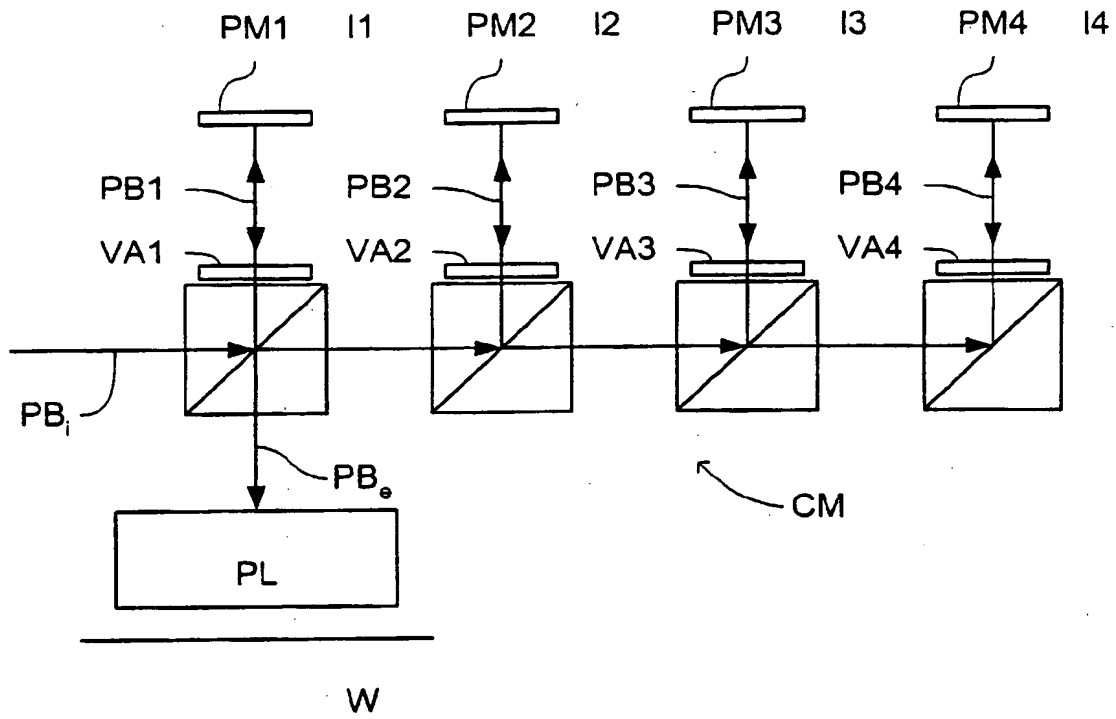 PM1 I1 PM2 I2 PM3 I3 PM4 I4
PB1 PB2 PB3 PB4
VA1 VA2 VA3 VA4
PBi
PBe
CM
PL
W